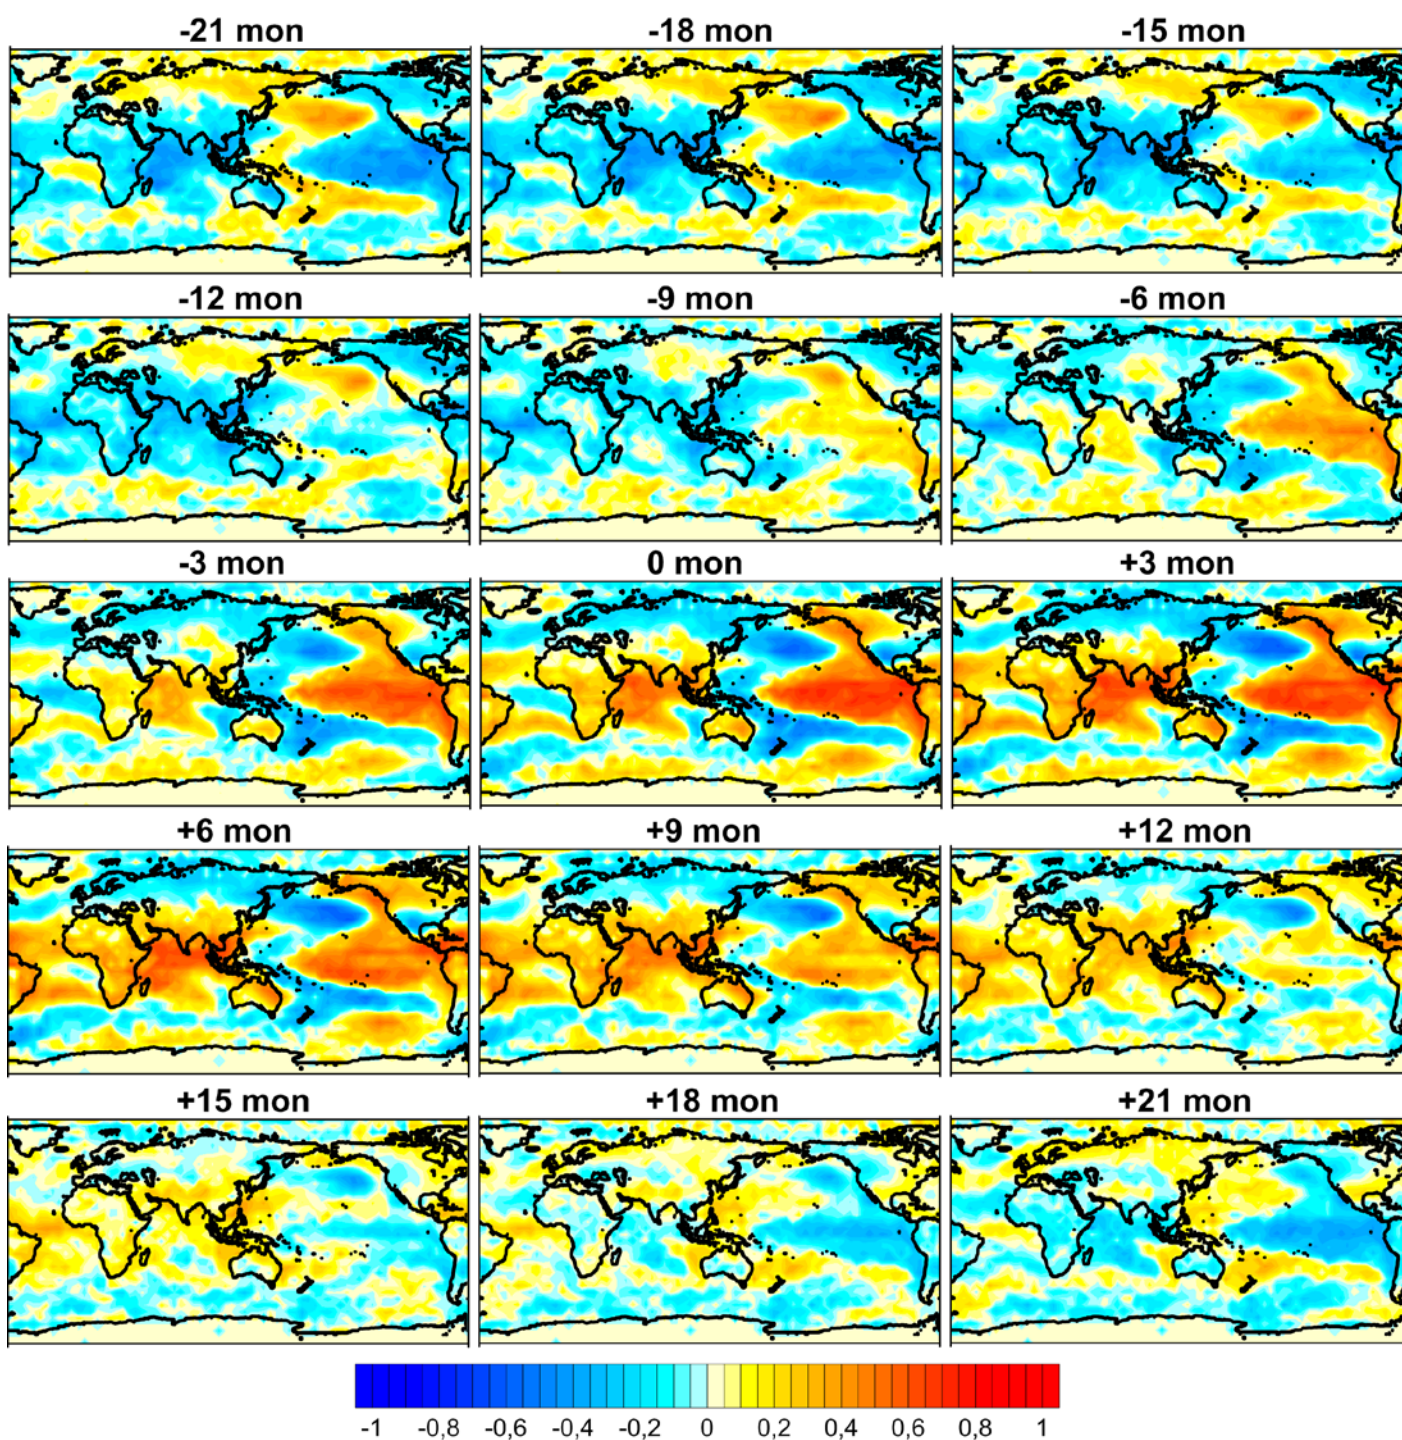 -21 mon
-18 mon
-15 mon
-12 mon
-9 mon
-6 mon
-3 mon
0 mon
+3 mon
+6 mon
+9 mon
+12 mon
+15 mon
+18 mon
+21 mon
-1 -0,8 -0,6 -0,4 -0,2 0 0,2 0,4 0,6 0,8 1